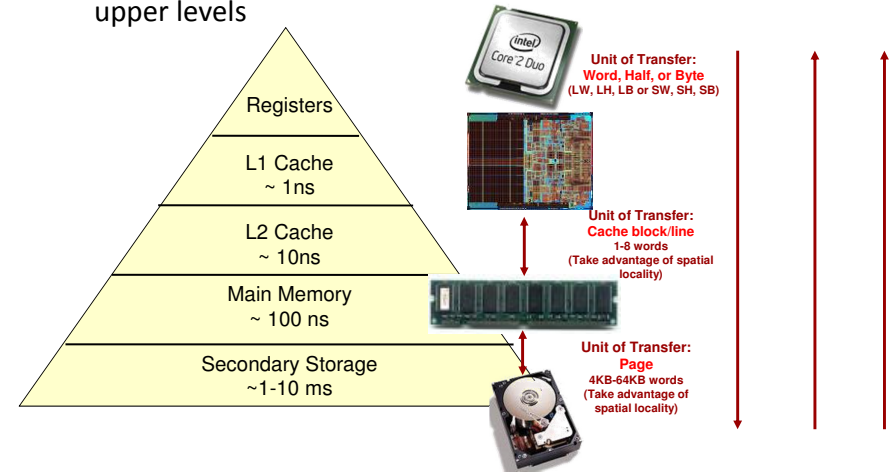 upper levels
Registers
L1 Cache
~ 1ns
L2 Cache
~ 10ns
Main Memory
~ 100 ns
Secondary Storage
~1-10 ms
intel
Core 2 Duo
Unit of Transfer:
Word, Half, or Byte
(LW, LH, LB or SW, SH, SB)
Unit of Transfer:
Cache block/line
1-8 words
(Take advantage of spatial
locality)
Unit of Transfer:
Page
4KB-64KB words
(Take advantage of
spatial locality)